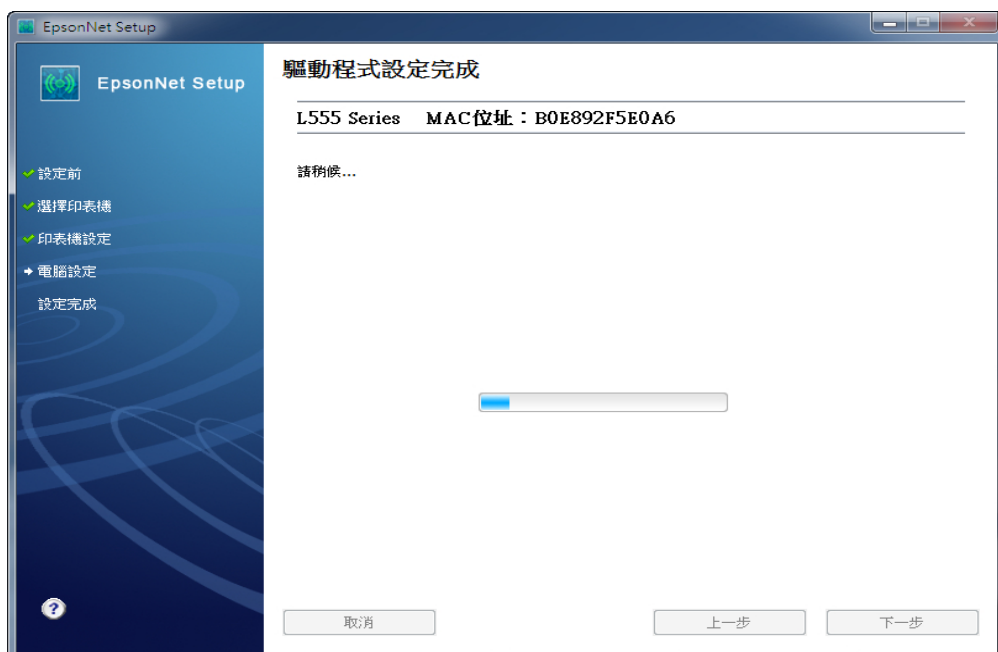 EpsonNet Setup
EpsonNet Setup
驅動程式設定完成
L555 Series MAC位址：B0E892F5E0A6
請稍候...
設定前
選擇印表機
印表機設定
電腦設定
設定完成
?
取消
上一步
下一步